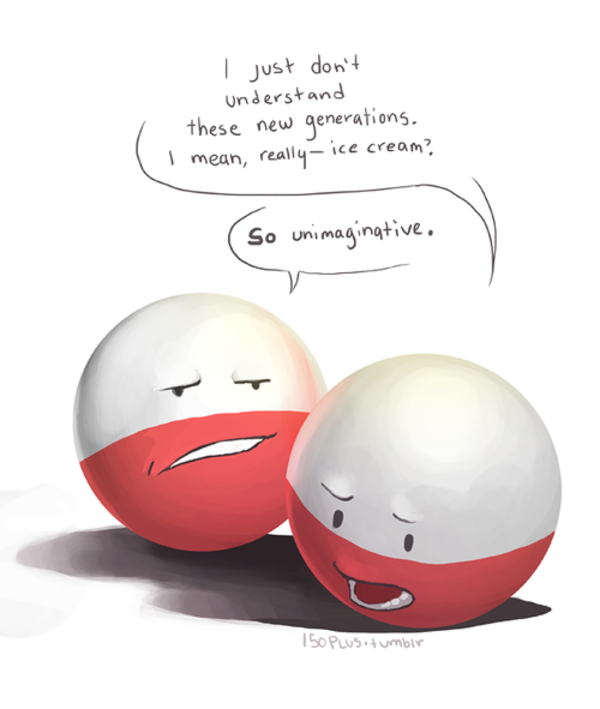 I just don't
understand
these new generations.
I mean, really— ice cream?
So unimaginative.
150PLUS.tumblr